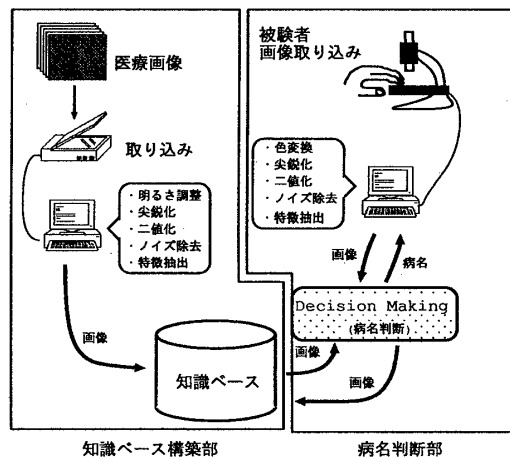 医療画像
取り込み
・明るさ調整
・尖鋭化
・二値化
・ノイズ除去
・特徴抽出
画像
知識ベース
知識ベース構築部
被験者
画像取り込み
・色変換
・尖鋭化
・二値化
・ノイズ除去
・特徴抽出
画像
病名
Decision Making
(病名判断)
画像
画像
病名判断部